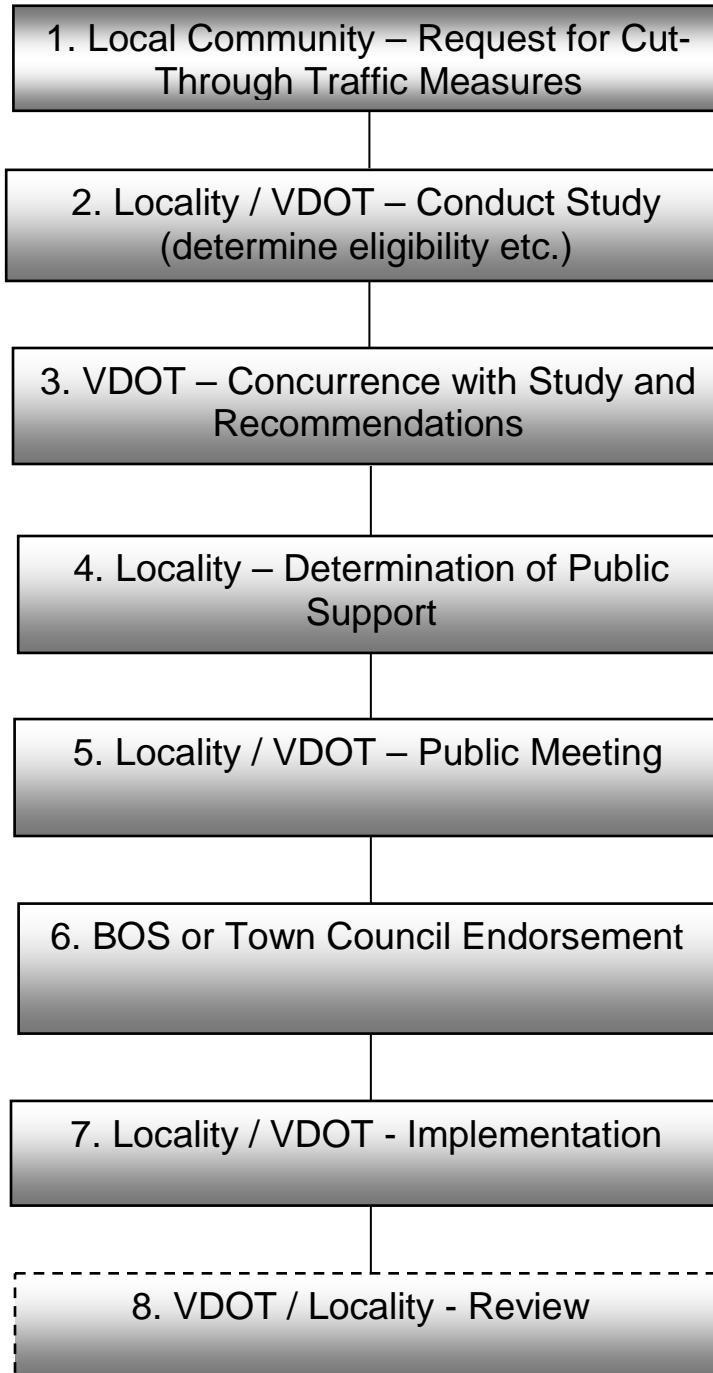 1. Local Community – Request for Cut-
Through Traffic Measures
2. Locality / VDOT – Conduct Study
(determine eligibility etc.)
3. VDOT – Concurrence with Study and
Recommendations
4. Locality – Determination of Public
Support
5. Locality / VDOT – Public Meeting
6. BOS or Town Council Endorsement
7. Locality / VDOT - Implementation
8. VDOT / Locality - Review